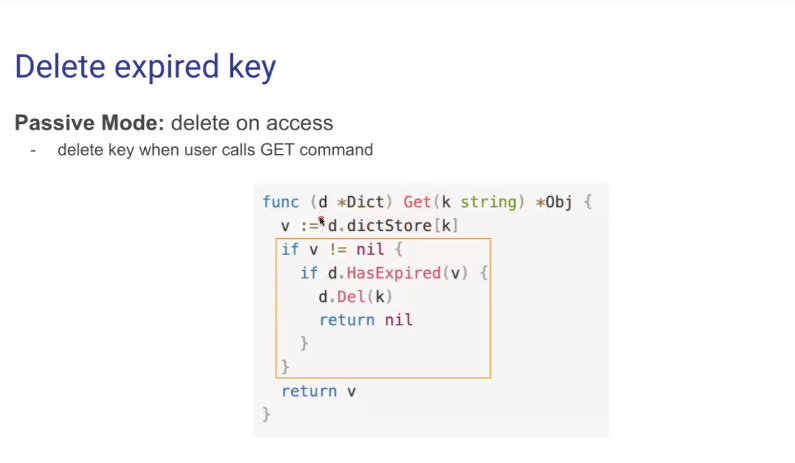 Delete expired key
Passive Mode: delete on access
- delete key when user calls GET command
func (d *Dict) Get(k string) *Obj {
  v := d.dictStore[k]
  if v != nil {
    if d.HasExpired(v) {
      d.Del(k)
      return nil
    }
  }
  return v
}